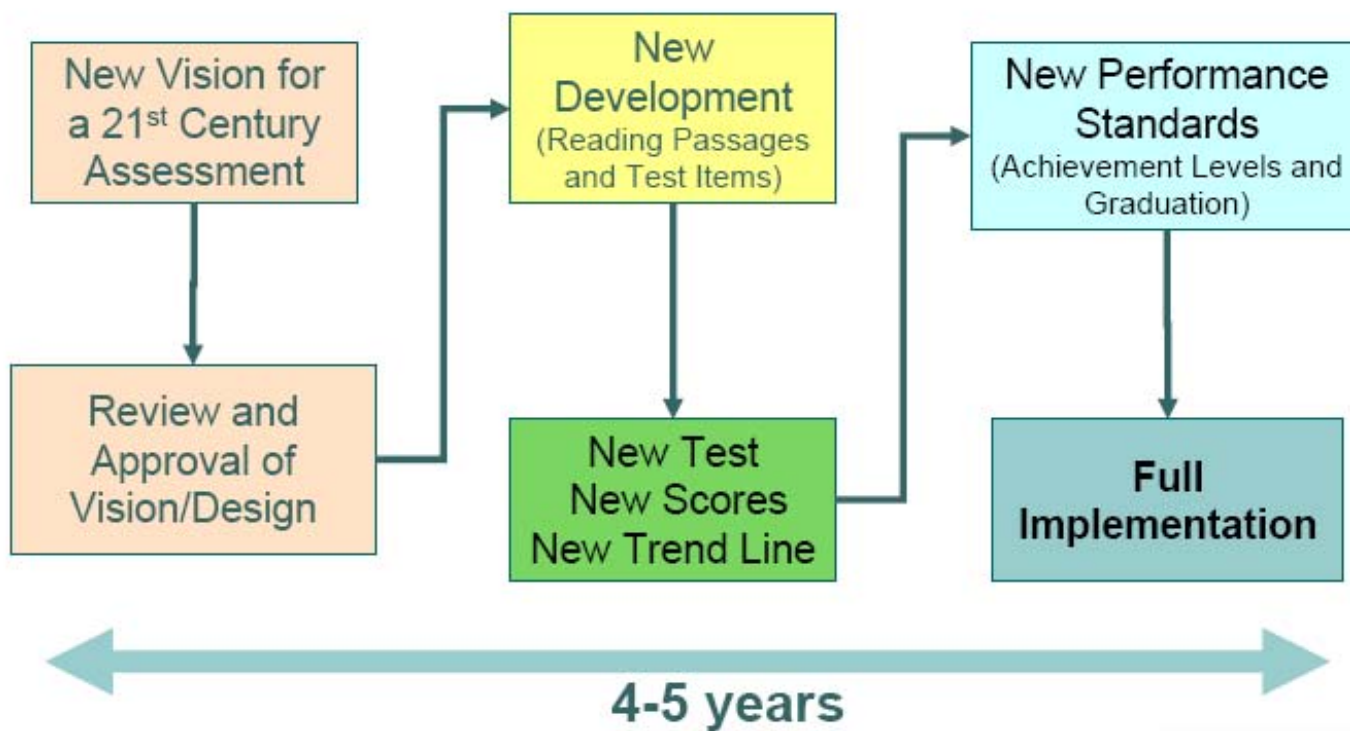 New Vision for
a 21st Century
Assessment
Review and
Approval of
Vision/Design
New
Development
(Reading Passages
and Test Items)
New Test
New Scores
New Trend Line
New Performance
Standards
(Achievement Levels and
Graduation)
Full
Implementation
4-5 years